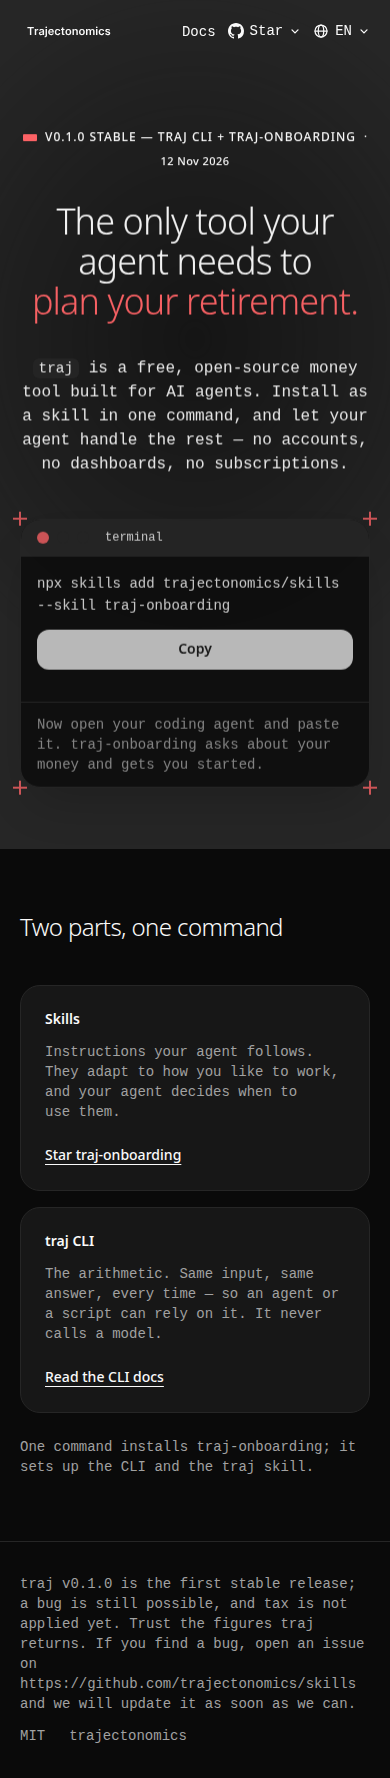 Trajectonomics Docs Star EN
V0.1.0 STABLE — TRAJ CLI + TRAJ-ONBOARDING ·
12 Nov 2026
The only tool your
agent needs to
plan your retirement.
traj is a free, open-source money
tool built for AI agents. Install as
a skill in one command, and let your
agent handle the rest — no accounts,
no dashboards, no subscriptions.
terminal
npx skills add trajectonomics/skills
--skill traj-onboarding
Copy
Now open your coding agent and paste
it. traj-onboarding asks about your
money and gets you started.
Two parts, one command
Skills
Instructions your agent follows.
They adapt to how you like to work,
and your agent decides when to
use them.
Star traj-onboarding
traj CLI
The arithmetic. Same input, same
answer, every time — so an agent or
a script can rely on it. It never
calls a model.
Read the CLI docs
One command installs traj-onboarding; it
sets up the CLI and the traj skill.
traj v0.1.0 is the first stable release;
a bug is still possible, and tax is not
applied yet. Trust the figures traj
returns. If you find a bug, open an issue
on
https://github.com/trajectonomics/skills
and we will update it as soon as we can.
MIT trajectonomics